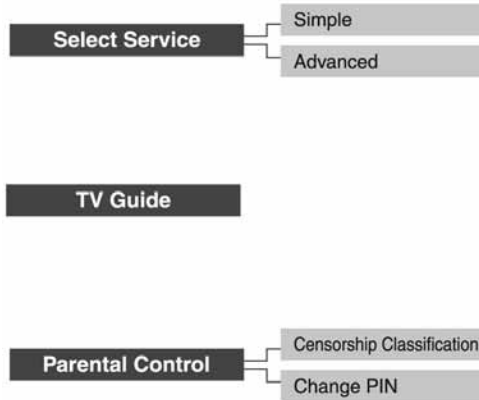 Select Service
Simple
Advanced
TV Guide
Parental Control
Censorship Classification
Change PIN